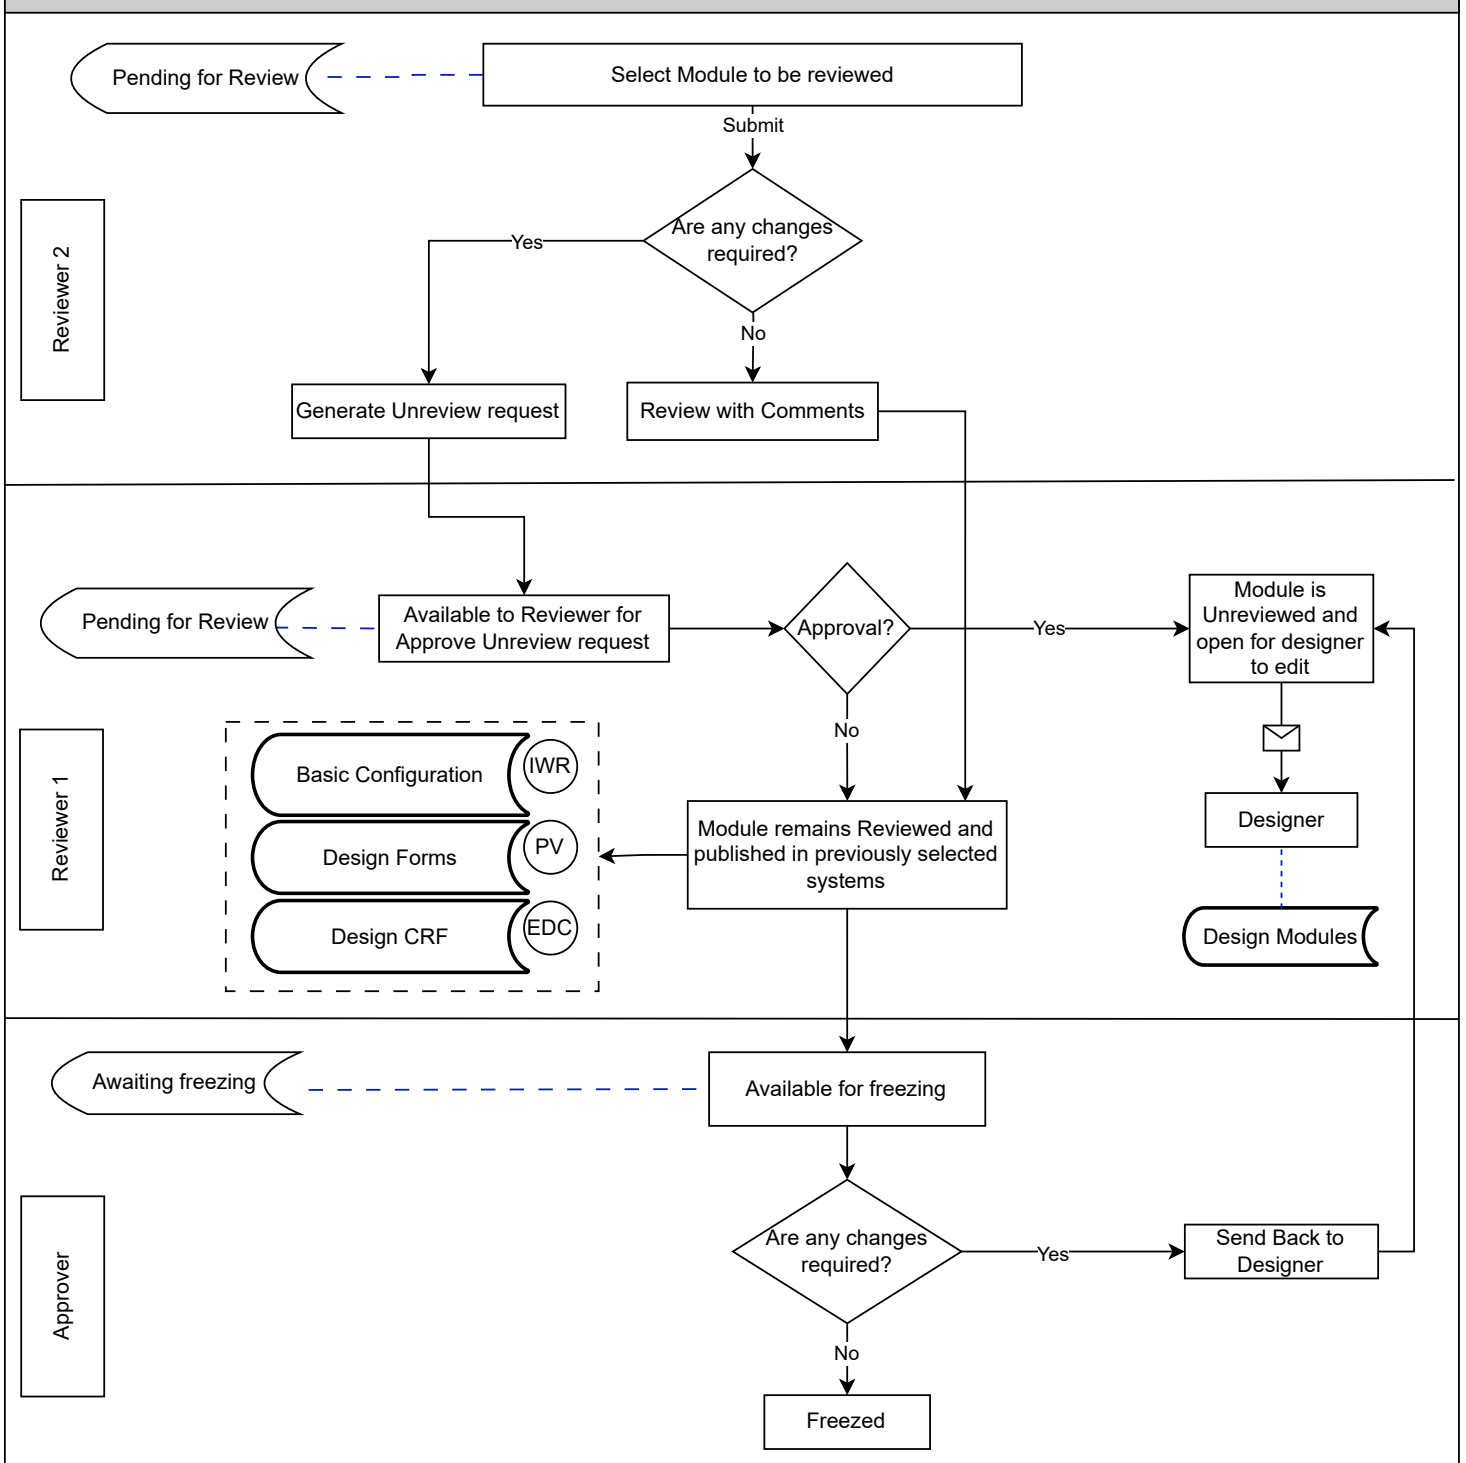 Pending for Review
Select Module to be reviewed
Submit
Are any changes
required?
Yes
No
Reviewer 2
Generate Unreview request
Review with Comments
Pending for Review
Available to Reviewer for
Approve Unreview request
Approval?
Yes
Module is
Unreviewed and
open for designer
to edit
No
Reviewer 1
Basic Configuration
IWR
Design Forms
PV
Design CRF
EDC
Module remains Reviewed and
published in previously selected
systems
Designer
Design Modules
Awaiting freezing
Available for freezing
Approver
Are any changes
required?
Yes
Send Back to
Designer
No
Freezed